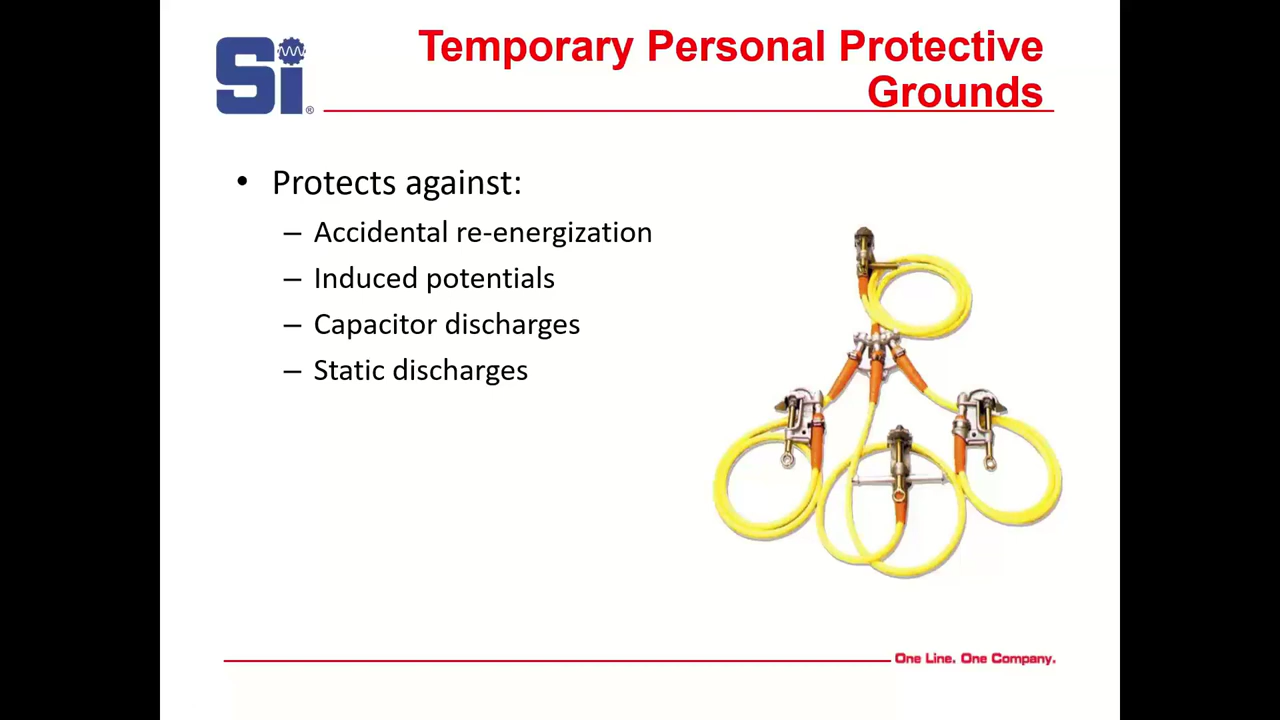 Si®
Temporary Personal Protective
Grounds
• Protects against:
– Accidental re-energization
– Induced potentials
– Capacitor discharges
– Static discharges
One Line. One Company.